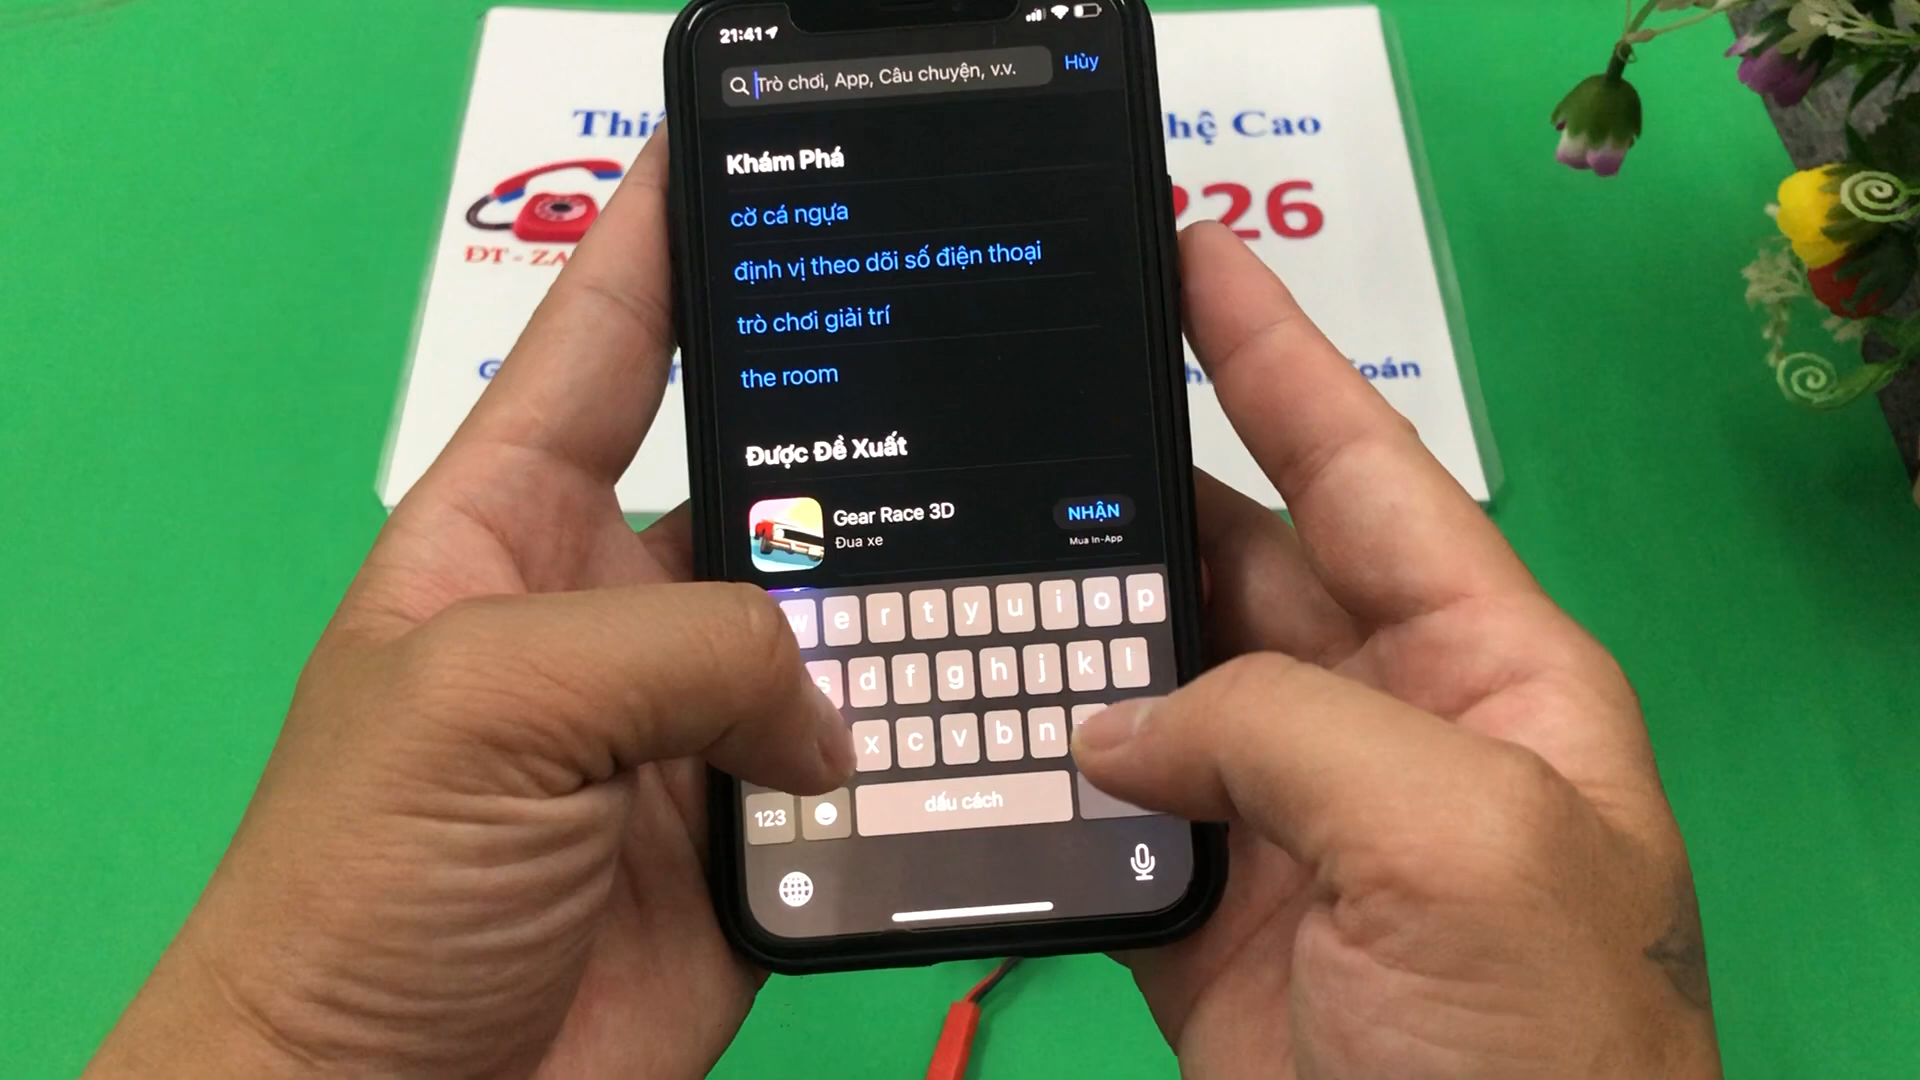 21:41
Trò chơi, App, Câu chuyện, v.v.
Hủy
Khám Phá
cờ cá ngựa
định vị theo dõi số điện thoại
trò chơi giải trí
the room
Được Đề Xuất
Gear Race 3D
NHẬN
Đua xe
Mua In-App
w e r t y u i o p
s d f g h j k l
x c v b n
123
dấu cách
hệ Cao
226
ĐT - ZA